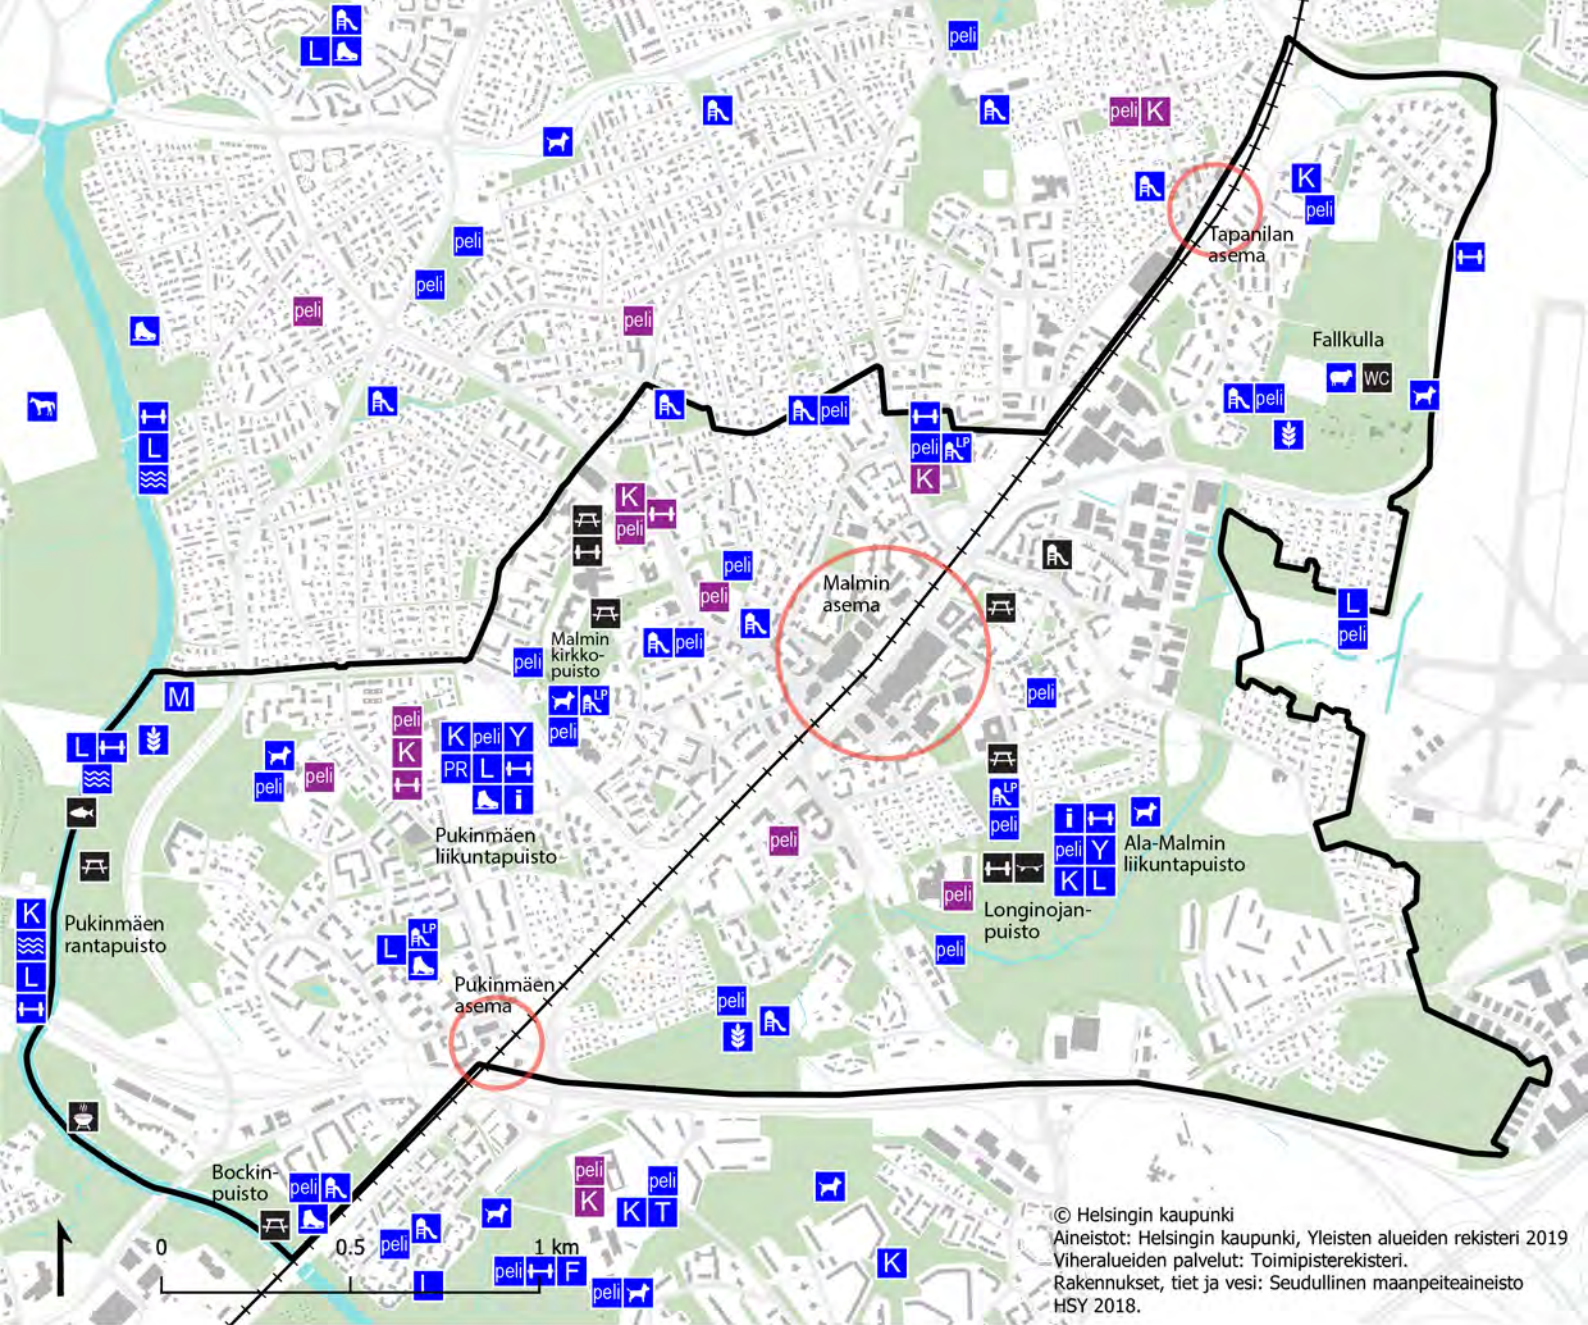 L
peli
peli K
K
peli
Tapanilan
asema
peli
peli
peli
peli
Fallkulla
WC
peli
peli
L
peli LP
K
K
peli
peli
peli
Malmin
asema
L
peli
Malmin
kirkko-
puisto
peli
peli
M
LP
peli
peli
peli
K
K peli Y
PR L
i
L
peli
peli
Pukinmäen
liikuntapuisto
LP
peli
i
peli Y
K L
Ala-Malmin
liikuntapuisto
peli
peli
Longinojan-
puisto
K
L
Pukinmäen
rantapuisto
L LP
peli
Pukinmäen
asema
peli
Bockin-
puisto
peli
peli
K
peli
K T
peli
L
peli F
peli
K
0 0.5 1 km
© Helsingin kaupunki
Aineistot: Helsingin kaupunki, Yleisten alueiden rekisteri 2019
Viheralueiden palvelut: Toimipisterekisteri.
Rakennukset, tiet ja vesi: Seudullinen maanpeiteaineisto
HSY 2018.